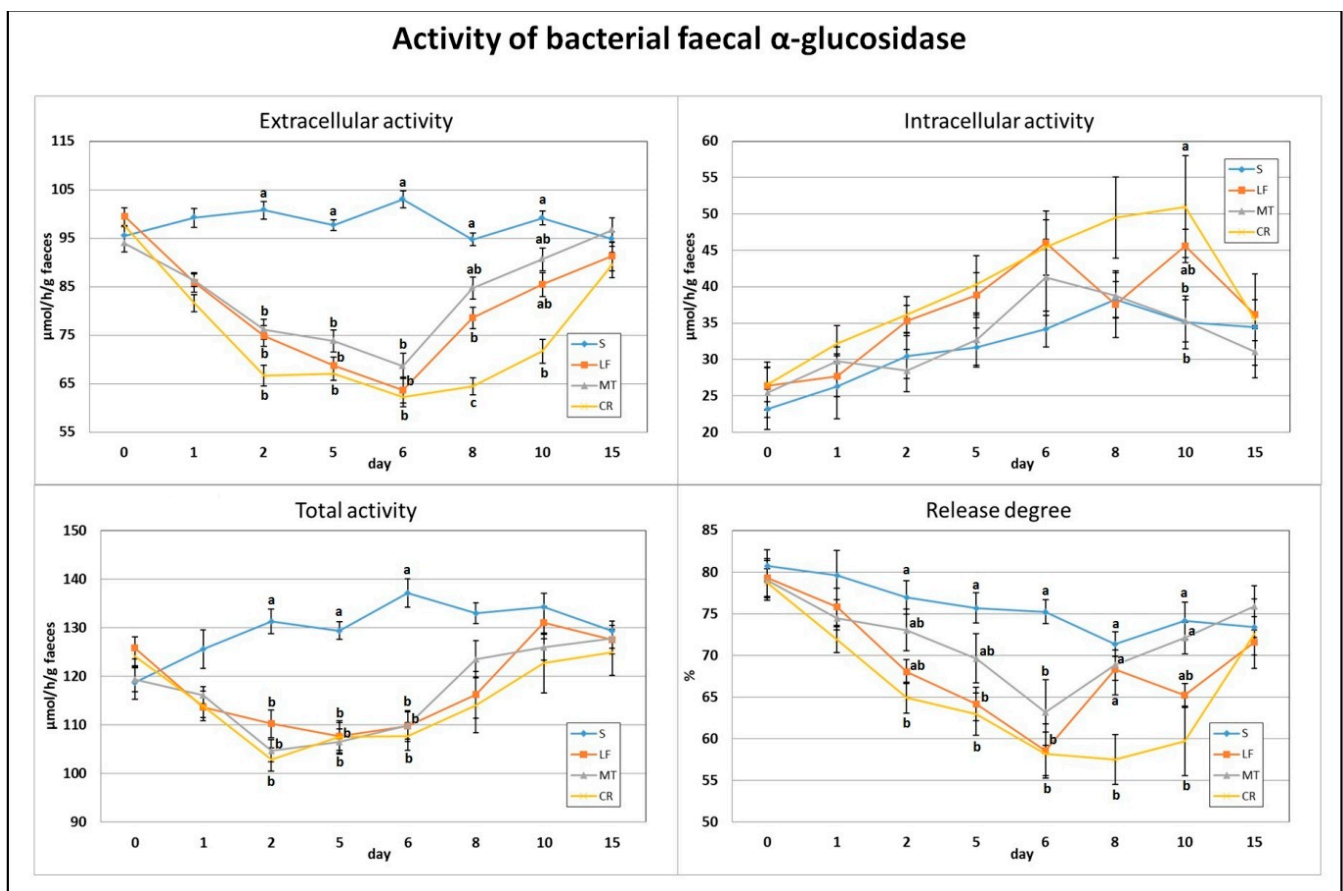 Activity of bacterial faecal α-glucosidase
Extracellular activity
115
105
95
85
75
65
55
µmol/h/g faeces
0 1 2 5 6 8 10 15
day
a a a a a
ab ab
b b b b ab
b b b b c b
S
LF
MT
CR
Intracellular activity
60
55
50
45
40
35
30
25
20
µmol/h/g faeces
0 1 2 5 6 8 10 15
day
a
ab
b
b
S
LF
MT
CR
Total activity
150
140
130
120
110
100
90
µmol/h/g faeces
0 1 2 5 6 8 10 15
day
a a a
b b b
b b b
b b b
S
LF
MT
CR
Release degree
85
80
75
70
65
60
55
50
%
0 1 2 5 6 8 10 15
day
a a a a a
ab ab b a a
ab b b a ab
b b b b b
S
LF
MT
CR